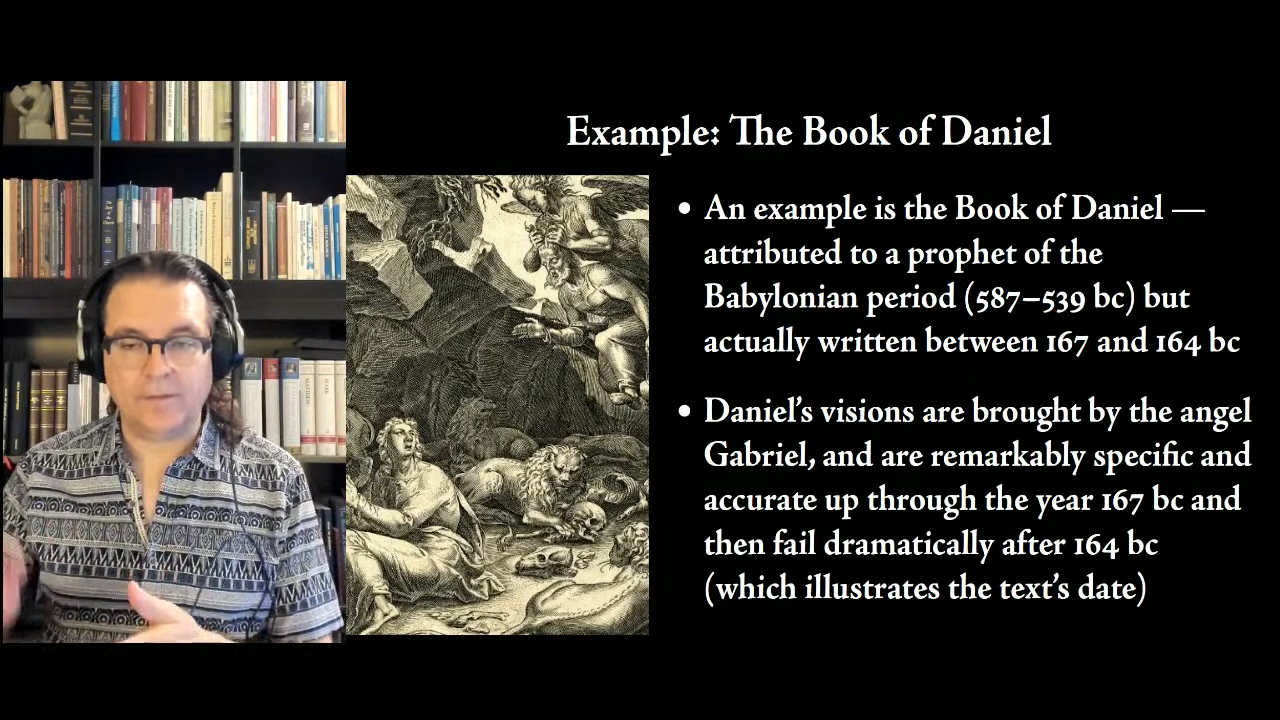 Example: The Book of Daniel
• An example is the Book of Daniel —
attributed to a prophet of the
Babylonian period (587–539 bc) but
actually written between 167 and 164 bc
• Daniel’s visions are brought by the angel
Gabriel, and are remarkably specific and
accurate up through the year 167 bc and
then fail dramatically after 164 bc
(which illustrates the text’s date)